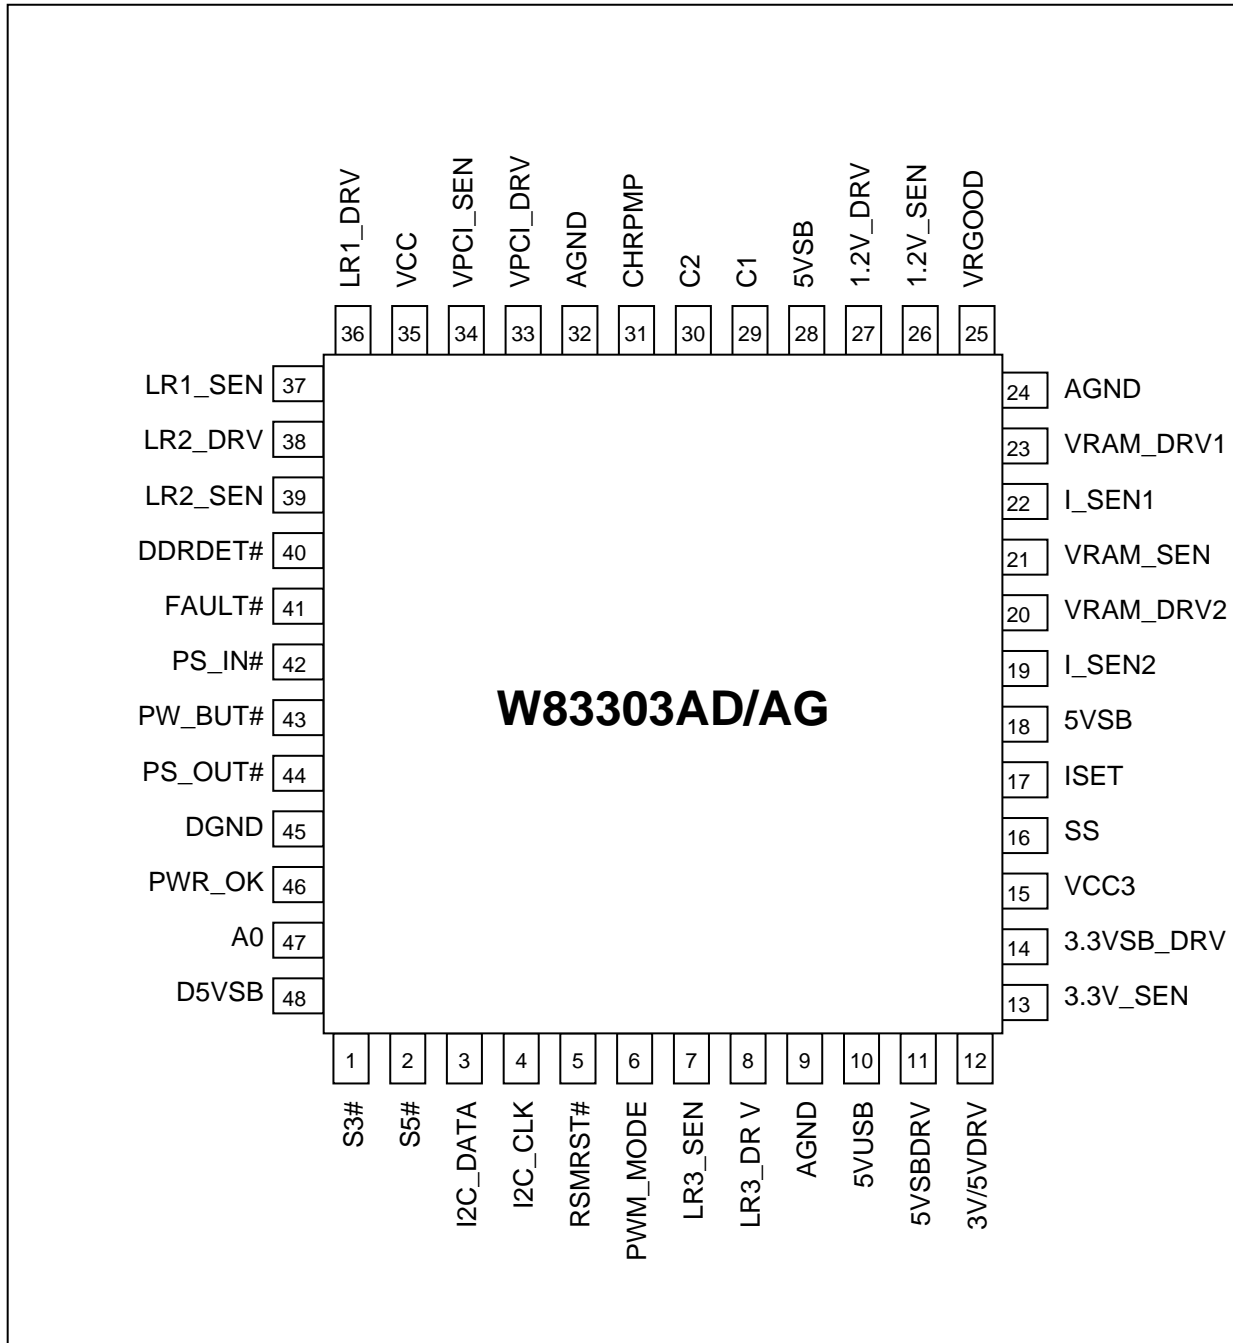 LR1_DRV
VCC
VPCI_SEN
VPCI_DRV
AGND
CHRPMP
C2
C1
5VSB
1.2V_DRV
1.2V_SEN
VRGOOD
36 35 34 33 32 31 30 29 28 27 26 25
LR1_SEN 37
LR2_DRV 38
LR2_SEN 39
DDRDET# 40
FAULT# 41
PS_IN# 42
PW_BUT# 43
PS_OUT# 44
DGND 45
PWR_OK 46
A0 47
D5VSB 48
W83303AD/AG
24 AGND
23 VRAM_DRV1
22 I_SEN1
21 VRAM_SEN
20 VRAM_DRV2
19 I_SEN2
18 5VSB
17 ISET
16 SS
15 VCC3
14 3.3VSB_DRV
13 3.3V_SEN
1 2 3 4 5 6 7 8 9 10 11 12
S3#
S5#
I2C_DATA
I2C_CLK
RSMRST#
PWM_MODE
LR3_SEN
LR3_DR V
AGND
5VUSB
5VSBDRV
3V/5VDRV